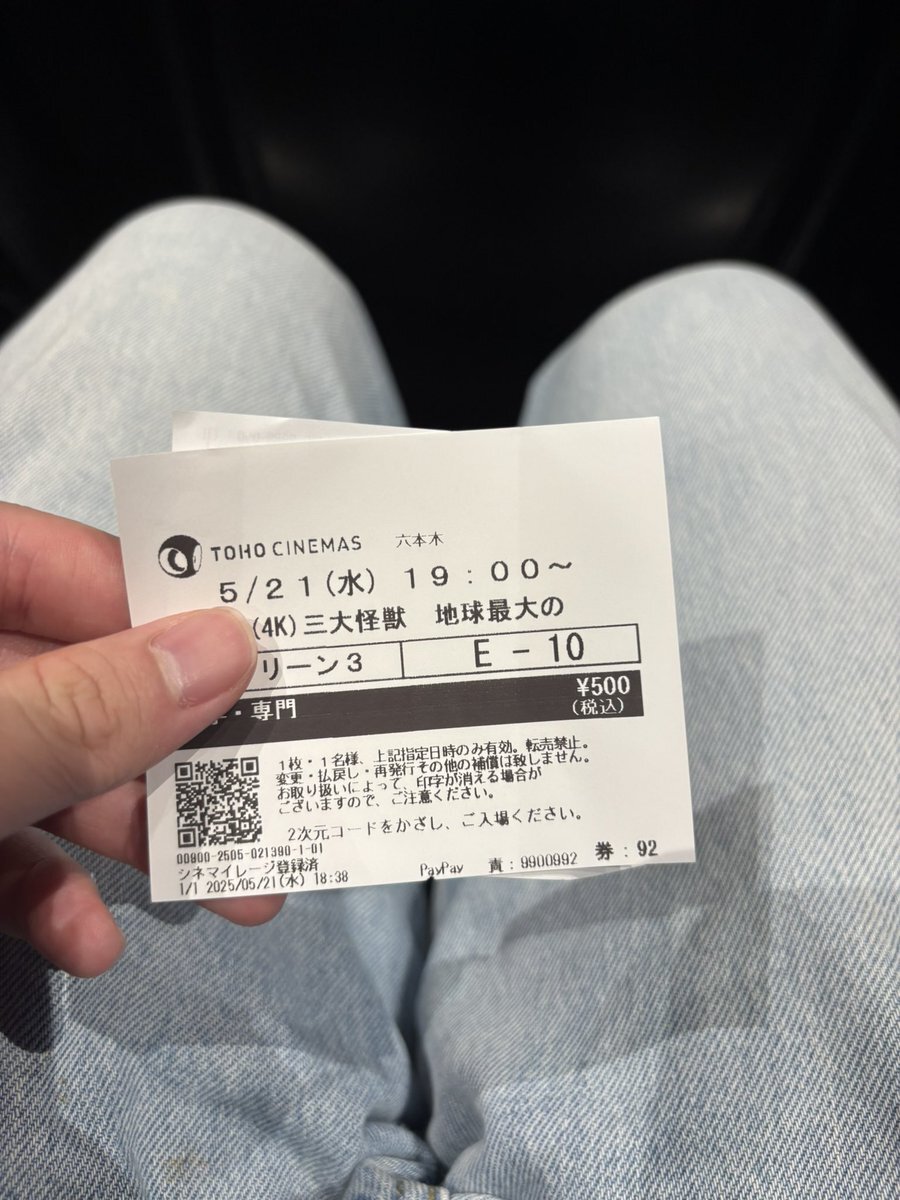 TOHO CINEMAS 六本木
5/21(水) 19:00~
(4K)三大怪獣 地球最大の
リーン3 E-10
・専門 ¥500
(税込)
1枚・1名様、上記指定日時のみ有効。転売禁止。
変更・払戻し・再発行その他の補償は致しません。
お取り扱いによって、印字が消える場合が
ございますので、ご注意ください。
2次元コードをかざし、ご入場ください。
00800-2505-021390-1-01
シネマイレージ登録済
1/1 2025/05/21(水) 18:38 PayPay 責:9900992 券:92